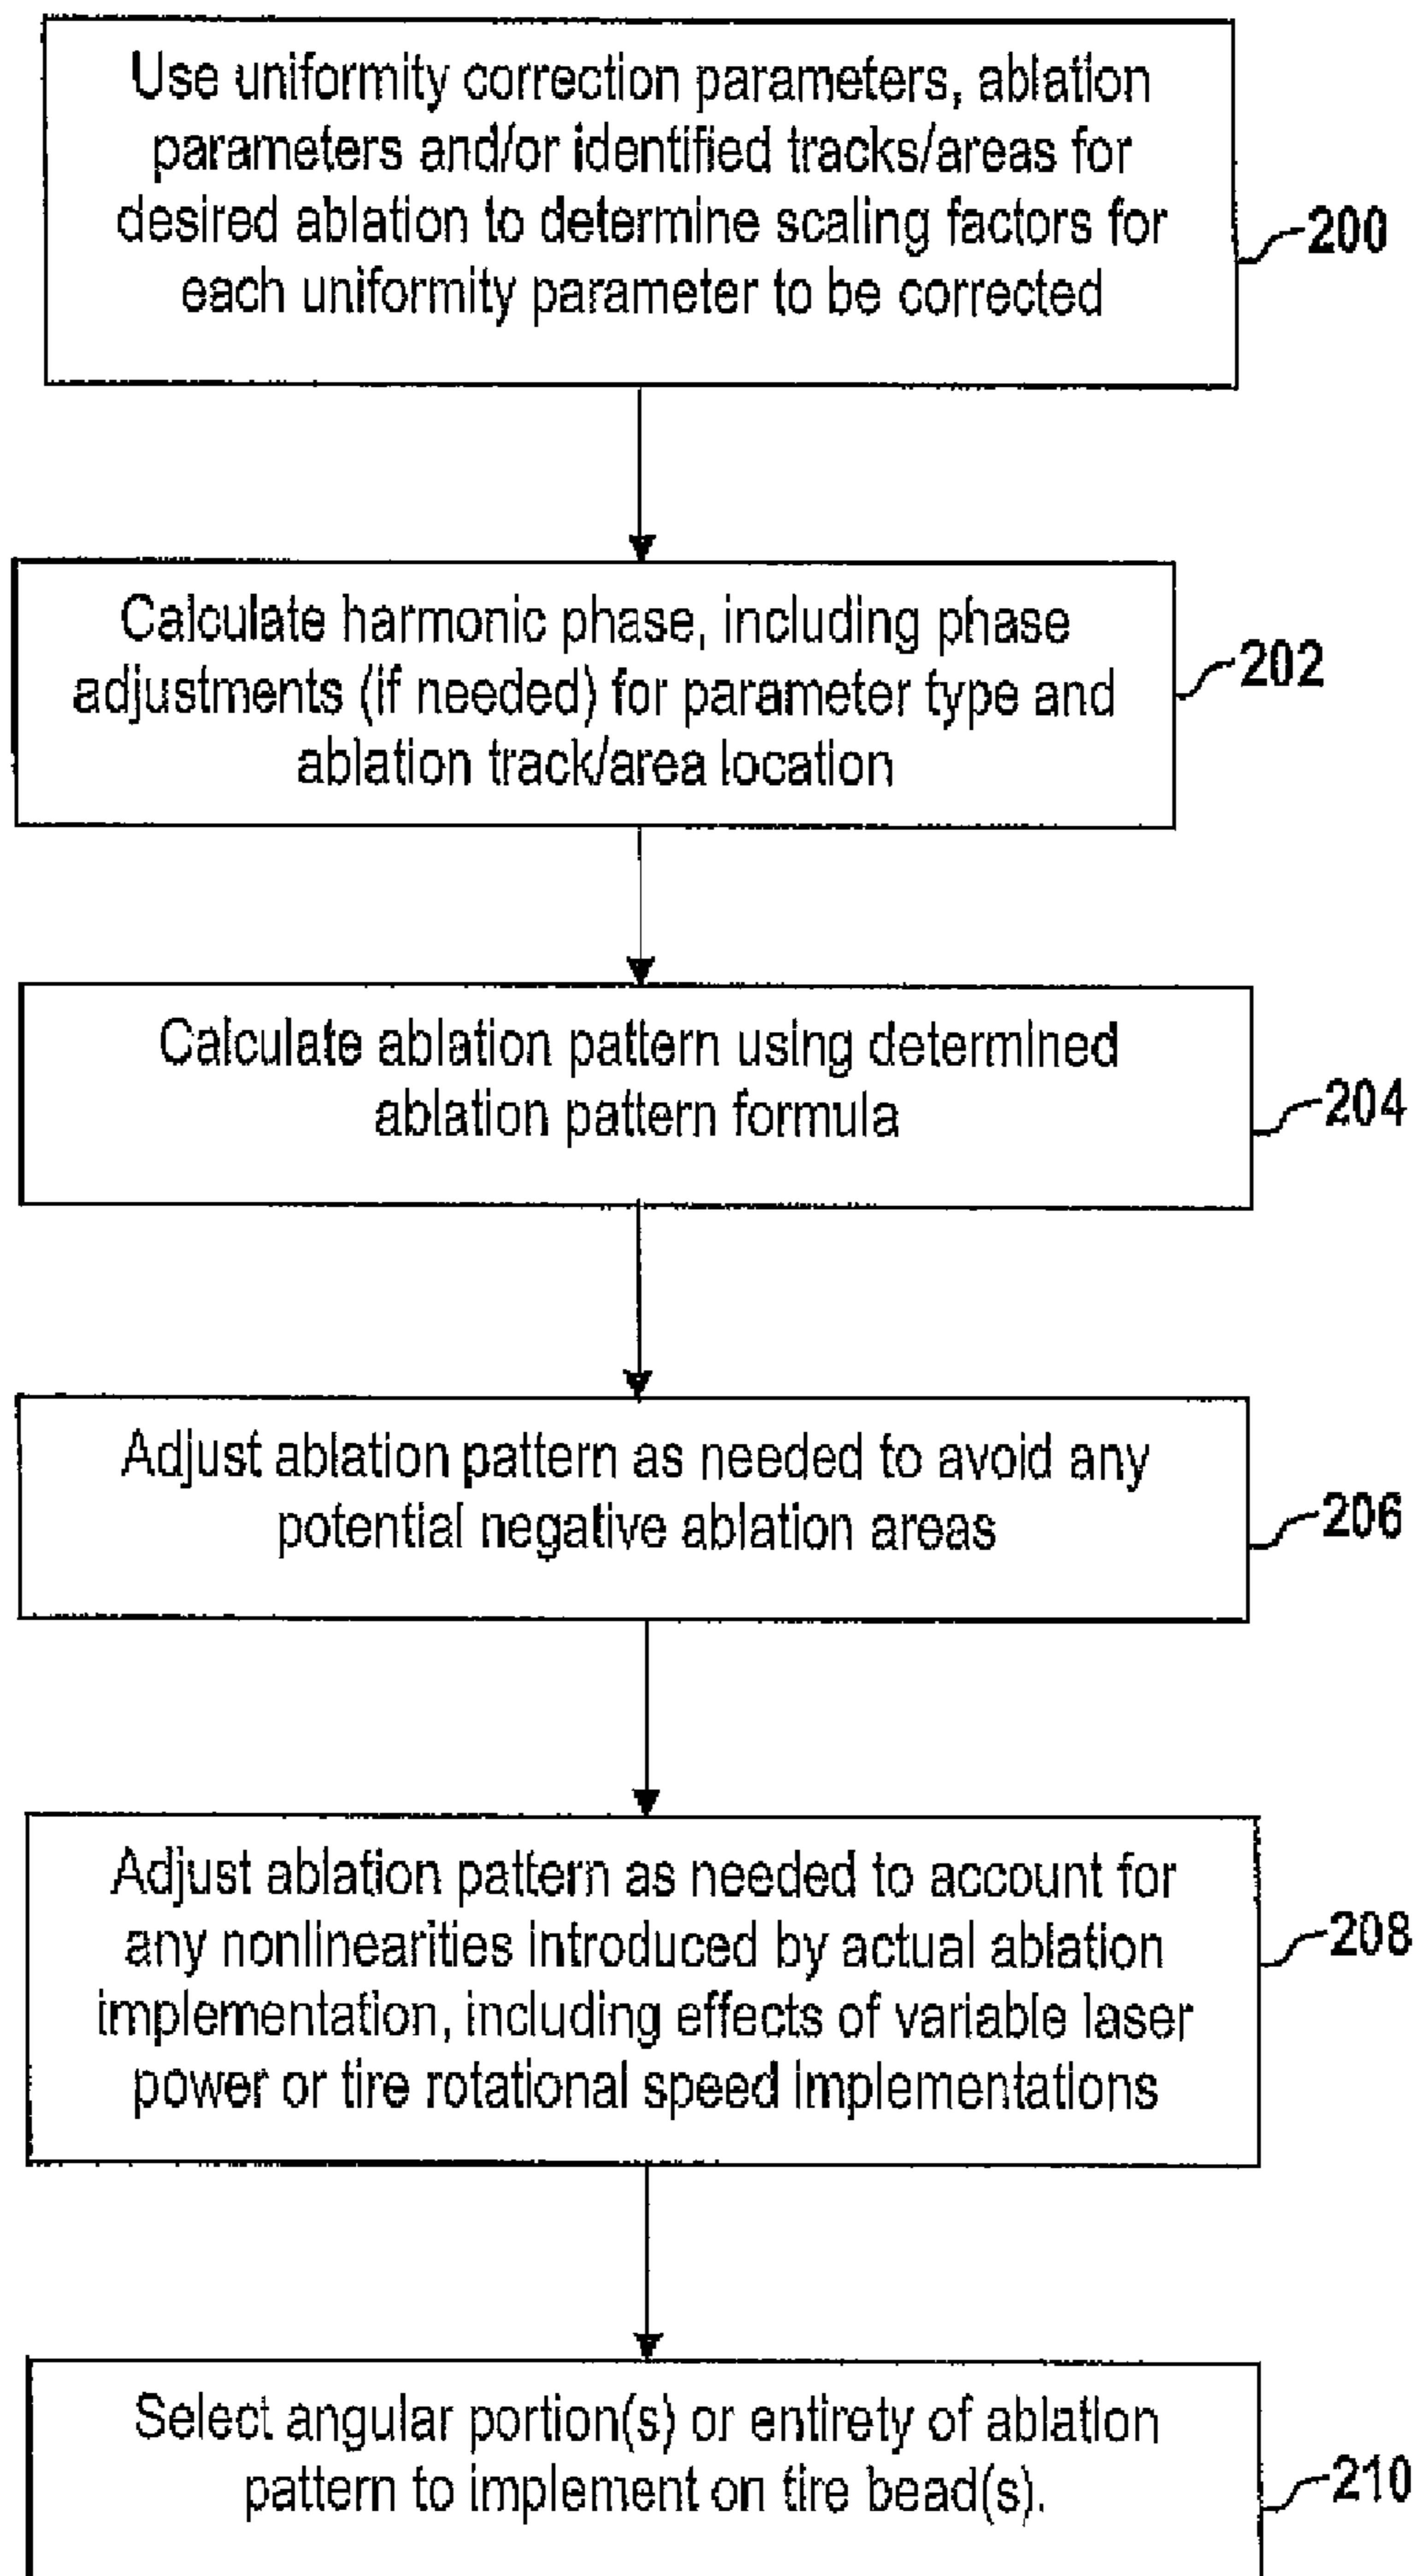 Use uniformity correction parameters, ablation
parameters and/or identified tracks/areas for
desired ablation to determine scaling factors for
each uniformity parameter to be corrected
200
Calculate harmonic phase, including phase
adjustments (if needed) for parameter type and
ablation track/area location
202
Calculate ablation pattern using determined
ablation pattern formula
204
Adjust ablation pattern as needed to avoid any
potential negative ablation areas
206
Adjust ablation pattern as needed to account for
any nonlinearities introduced by actual ablation
implementation, including effects of variable laser
power or tire rotational speed implementations
208
Select angular portion(s) or entirety of ablation
pattern to implement on tire bead(s).
210